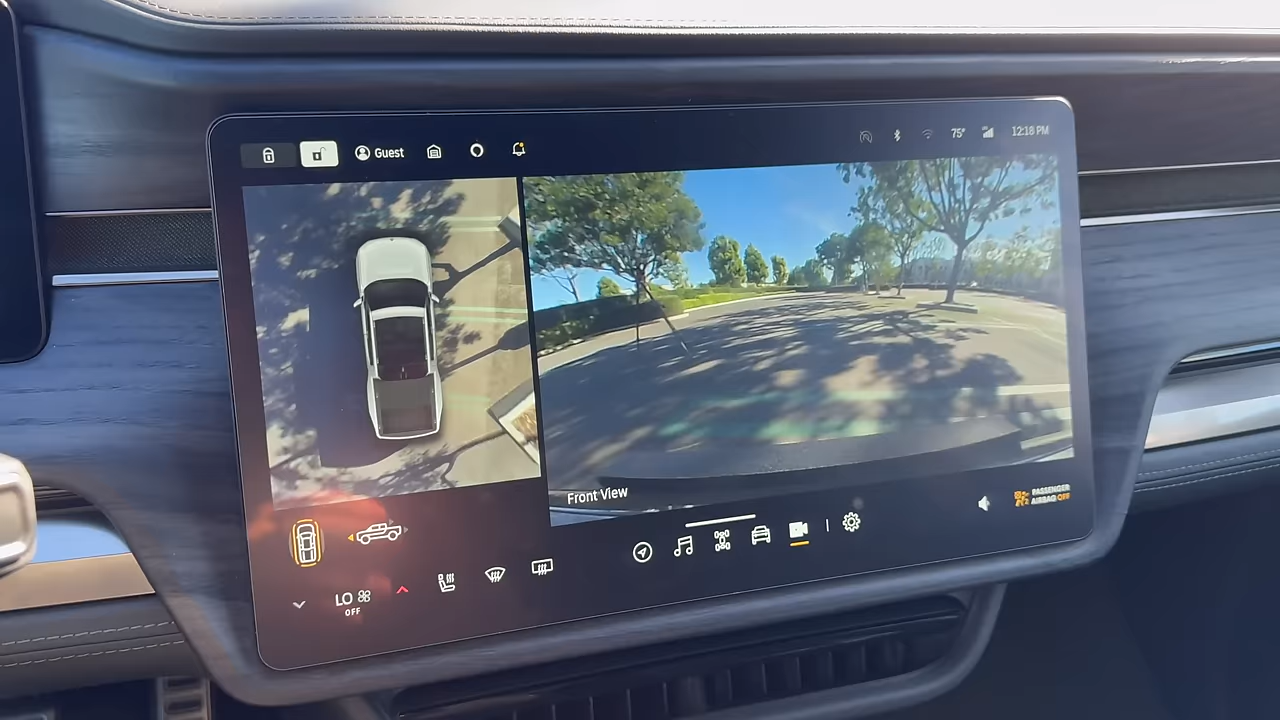 Guest
75°
12:18 PM
Front View
PASSENGER
AIRBAG OFF
LO
OFF